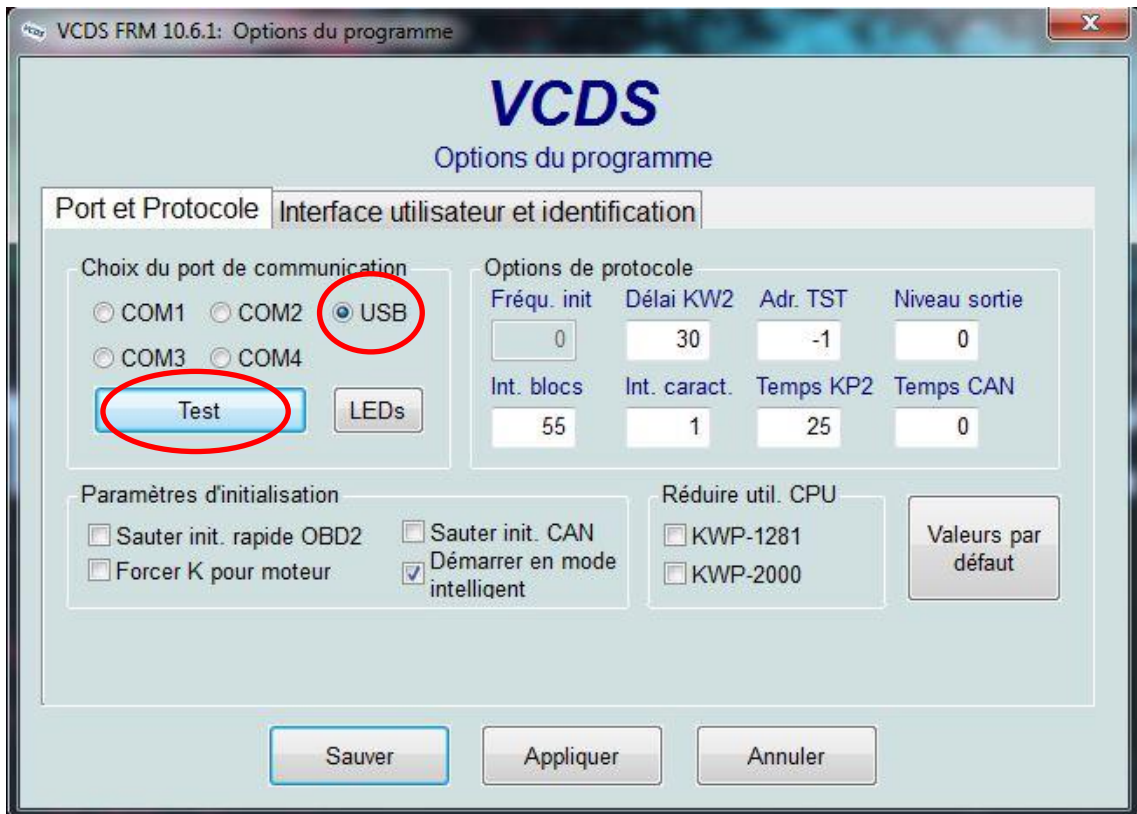 VCDS FRM 10.6.1: Options du programme
x
VCDS
Options du programme
Port et Protocole
Interface utilisateur et identification
Choix du port de communication
COM1 COM2 USB
COM3 COM4
Test LEDs
Options de protocole
Fréqu. init Délai KW2 Adr. TST Niveau sortie
0 30 -1 0
Int. blocs Int. caract. Temps KP2 Temps CAN
55 1 25 0
Paramètres d'initialisation
Sauter init. rapide OBD2
Forcer K pour moteur
Sauter init. CAN
Démarrer en mode
intelligent
Réduire util. CPU
KWP-1281
KWP-2000
Valeurs par
défaut
Sauver Appliquer Annuler